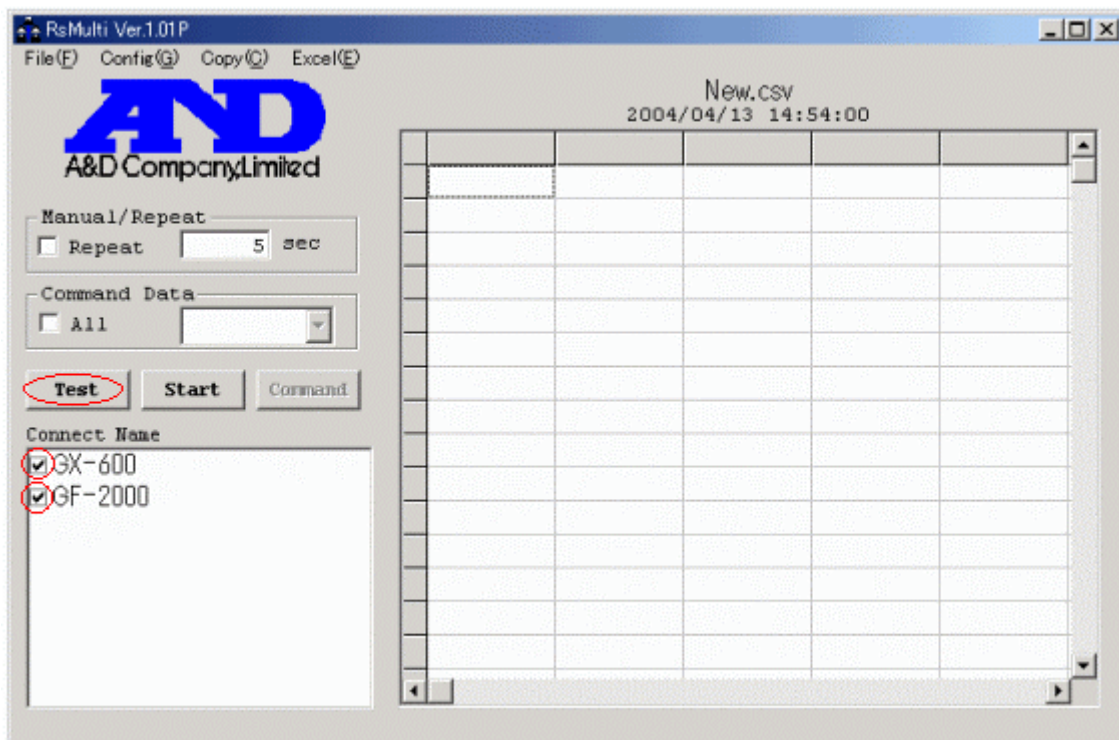 RsMulti Ver.1.01P
File(F) Config(G) Copy(C) Excel(E)
AND
A&D Company,Limited
New.csv
2004/04/13 14:54:00
Manual/Repeat
Repeat 5 sec
Command Data
All
Test Start Command
Connect Name
GX-600
GF-2000